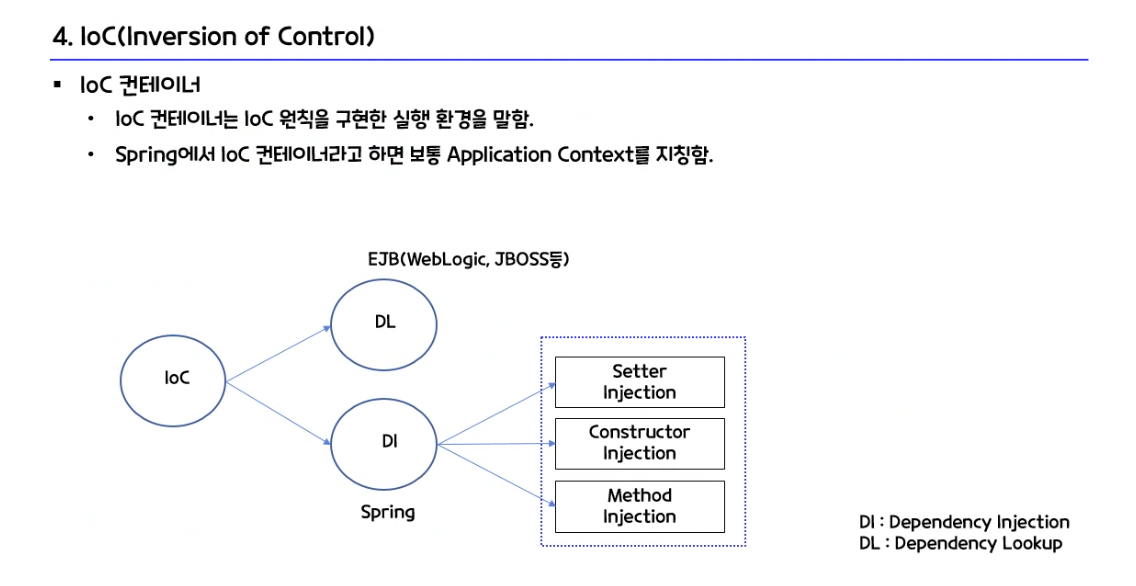 4. IoC(Inversion of Control)
▪ IoC 컨테이너
• IoC 컨테이너는 IoC 원칙을 구현한 실행 환경을 말함.
• Spring에서 IoC 컨테이너라고 하면 보통 Application Context를 지칭함.
EJB(WebLogic, JBOSS등)
DL
IoC
Setter
Injection
DI
Constructor
Injection
Method
Injection
Spring
DI : Dependency Injection
DL : Dependency Lookup